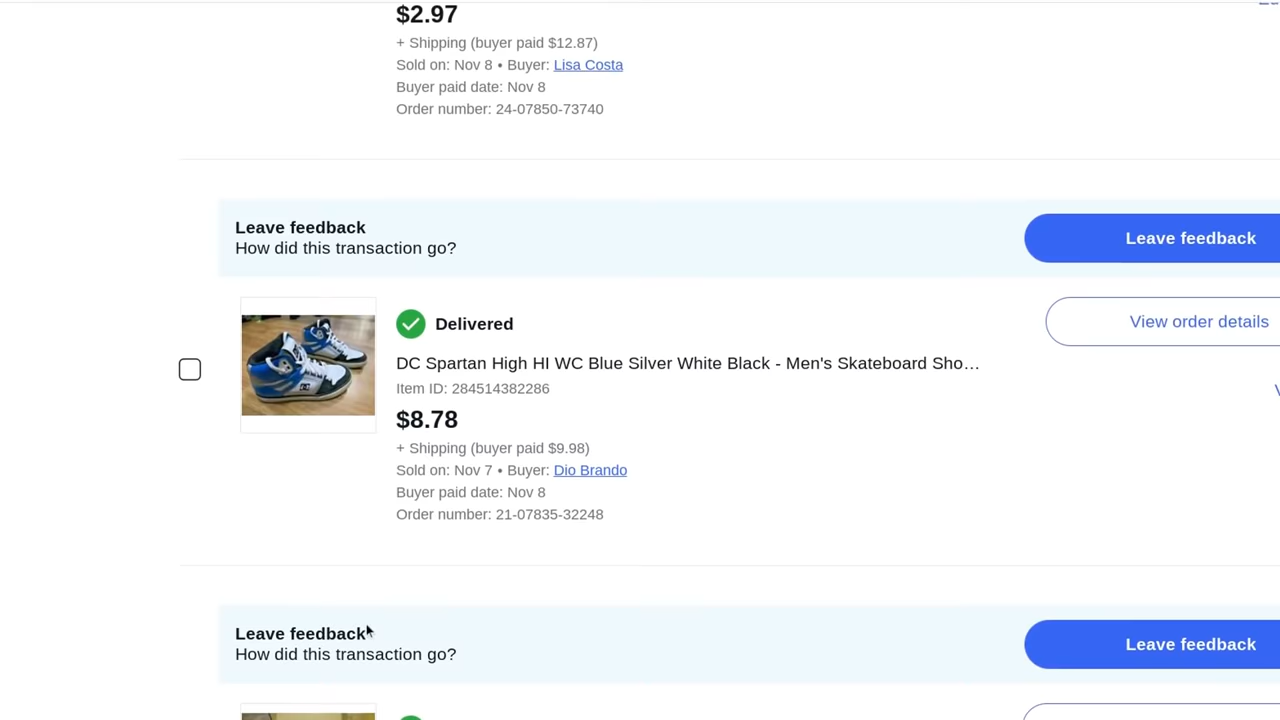 $2.97
+ Shipping (buyer paid $12.87)
Sold on: Nov 8 • Buyer: Lisa Costa
Buyer paid date: Nov 8
Order number: 24-07850-73740
Leave feedback
How did this transaction go?
Leave feedback
Delivered
View order details
DC Spartan High HI WC Blue Silver White Black - Men's Skateboard Sho…
Item ID: 284514382286
$8.78
+ Shipping (buyer paid $9.98)
Sold on: Nov 7 • Buyer: Dio Brando
Buyer paid date: Nov 8
Order number: 21-07835-32248
Leave feedback
How did this transaction go?
Leave feedback